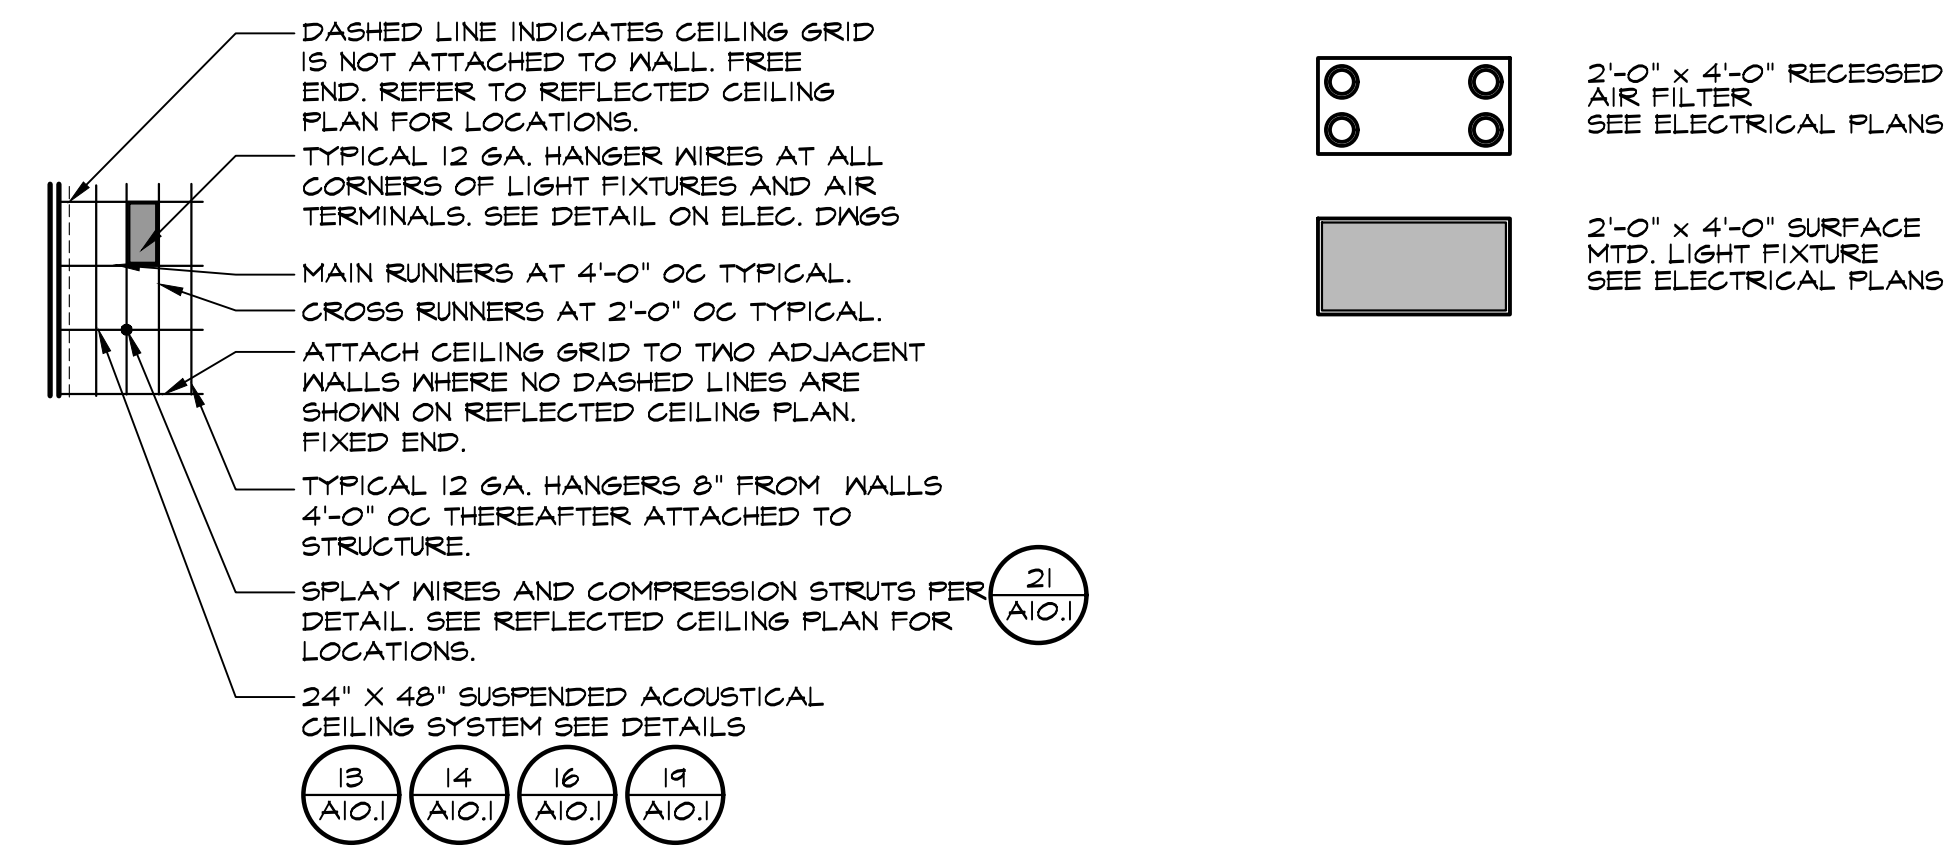 DASHED LINE INDICATES CEILING GRID
IS NOT ATTACHED TO WALL. FREE
END. REFER TO REFLECTED CEILING
PLAN FOR LOCATIONS.
TYPICAL 12 GA. HANGER WIRES AT ALL
CORNERS OF LIGHT FIXTURES AND AIR
TERMINALS. SEE DETAIL ON ELEC. DWGS
MAIN RUNNERS AT 4'-0" OC TYPICAL.
CROSS RUNNERS AT 2'-0" OC TYPICAL.
ATTACH CEILING GRID TO TWO ADJACENT
WALLS WHERE NO DASHED LINES ARE
SHOWN ON REFLECTED CEILING PLAN.
FIXED END.
TYPICAL 12 GA. HANGERS 8" FROM WALLS
4'-0" OC THEREAFTER ATTACHED TO
STRUCTURE.
SPLAY WIRES AND COMPRESSION STRUTS PER
DETAIL. SEE REFLECTED CEILING PLAN FOR
LOCATIONS.
21
A10.1
24" X 48" SUSPENDED ACOUSTICAL
CEILING SYSTEM SEE DETAILS
13
A10.1
14
A10.1
16
A10.1
19
A10.1
2'-0" x 4'-0" RECESSED
AIR FILTER
SEE ELECTRICAL PLANS
2'-0" x 4'-0" SURFACE
MTD. LIGHT FIXTURE
SEE ELECTRICAL PLANS